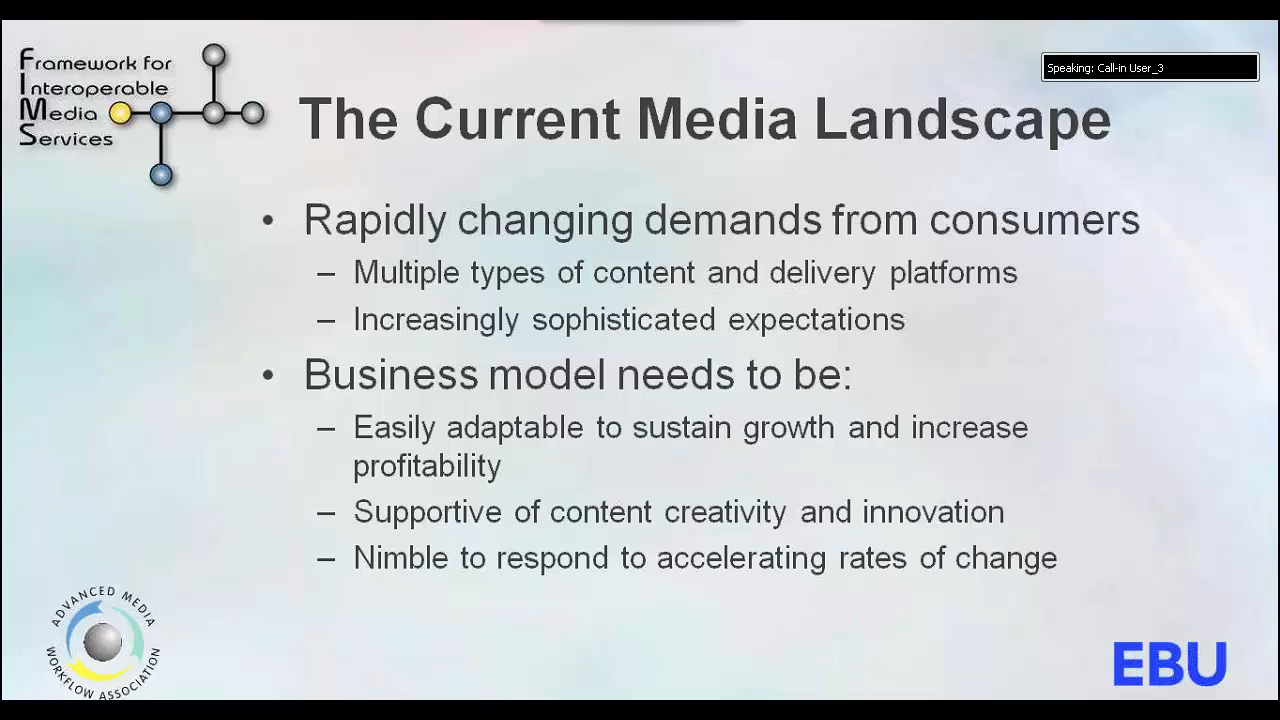 Framework for
Interoperable
Media
Services
Speaking: Call-in User_3
The Current Media Landscape
• Rapidly changing demands from consumers
– Multiple types of content and delivery platforms
– Increasingly sophisticated expectations
• Business model needs to be:
– Easily adaptable to sustain growth and increase
profitability
– Supportive of content creativity and innovation
– Nimble to respond to accelerating rates of change
ADVANCED MEDIA
WORKFLOW ASSOCIATION
EBU